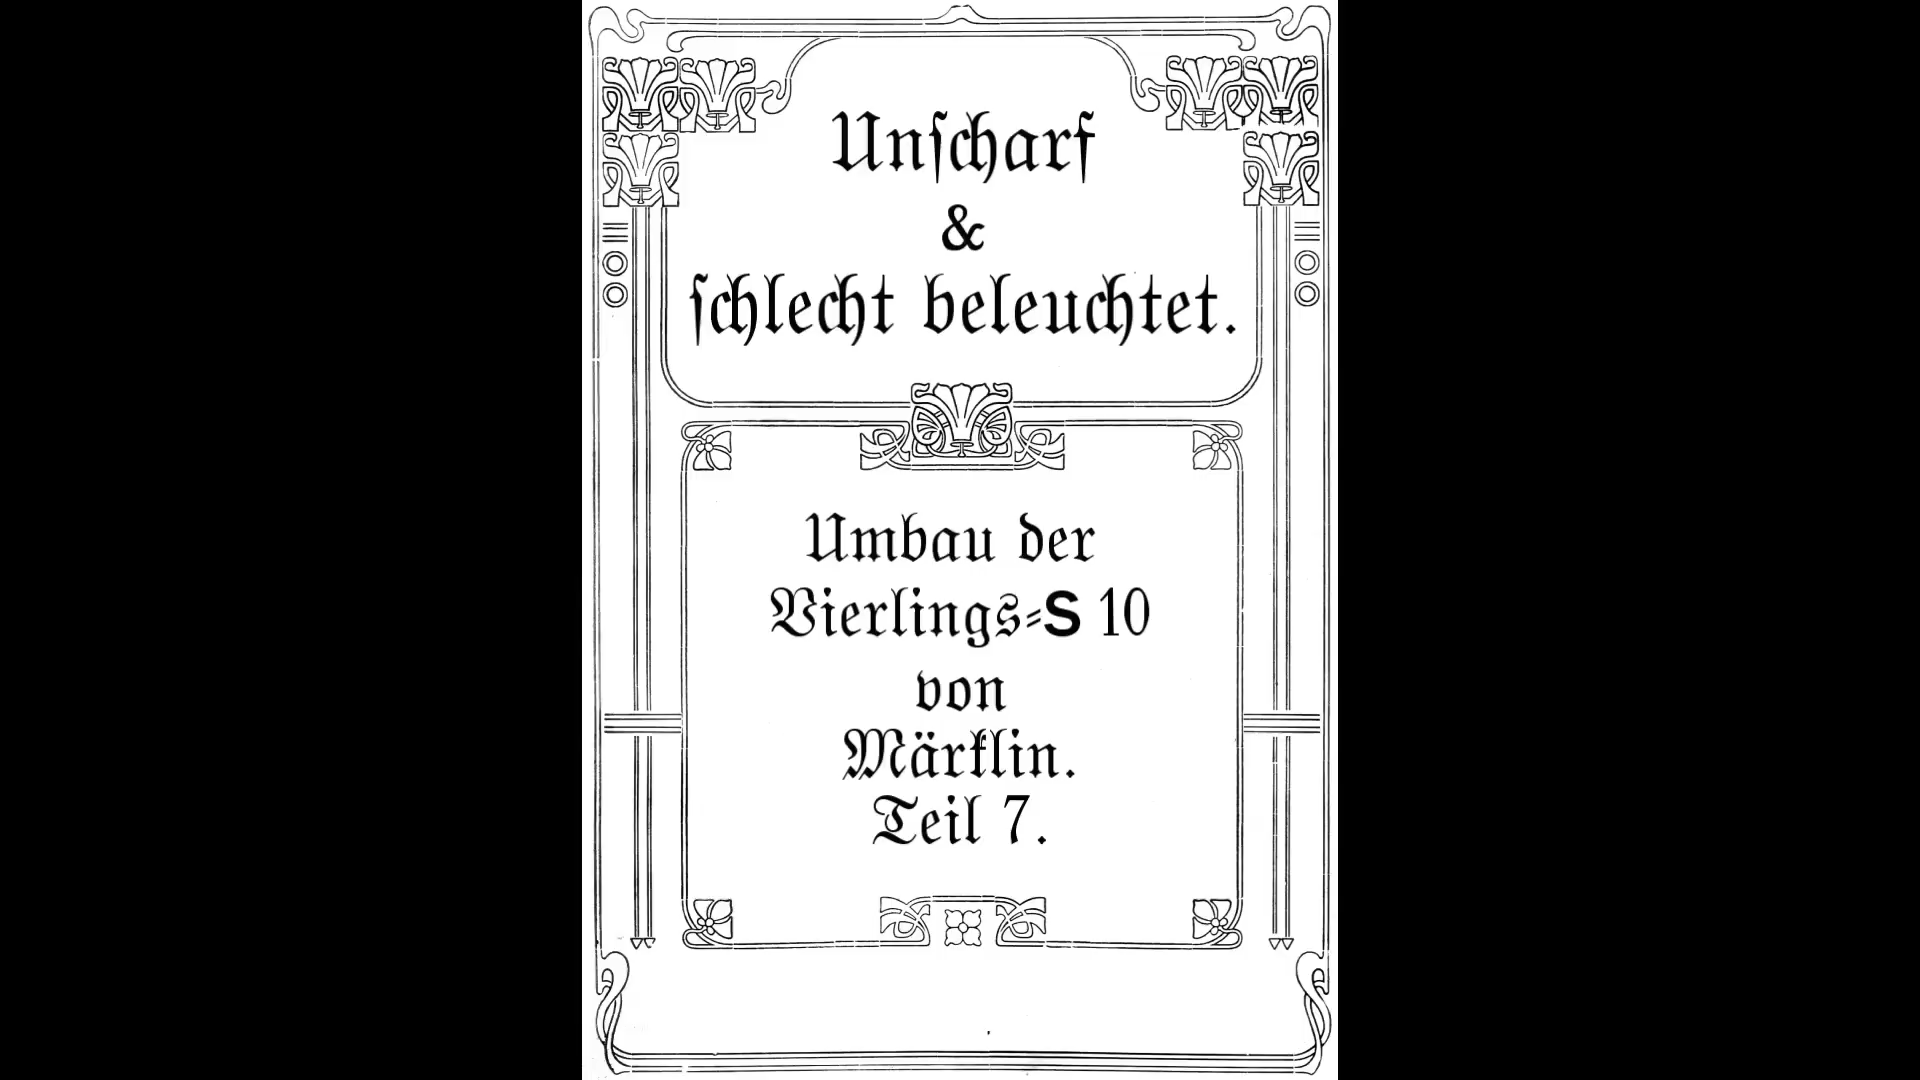 Unſcharf
&
ſchlecht beleuchtet.
Umbau der
Vierlings⸗S 10
von
Märklin.
Teil 7.